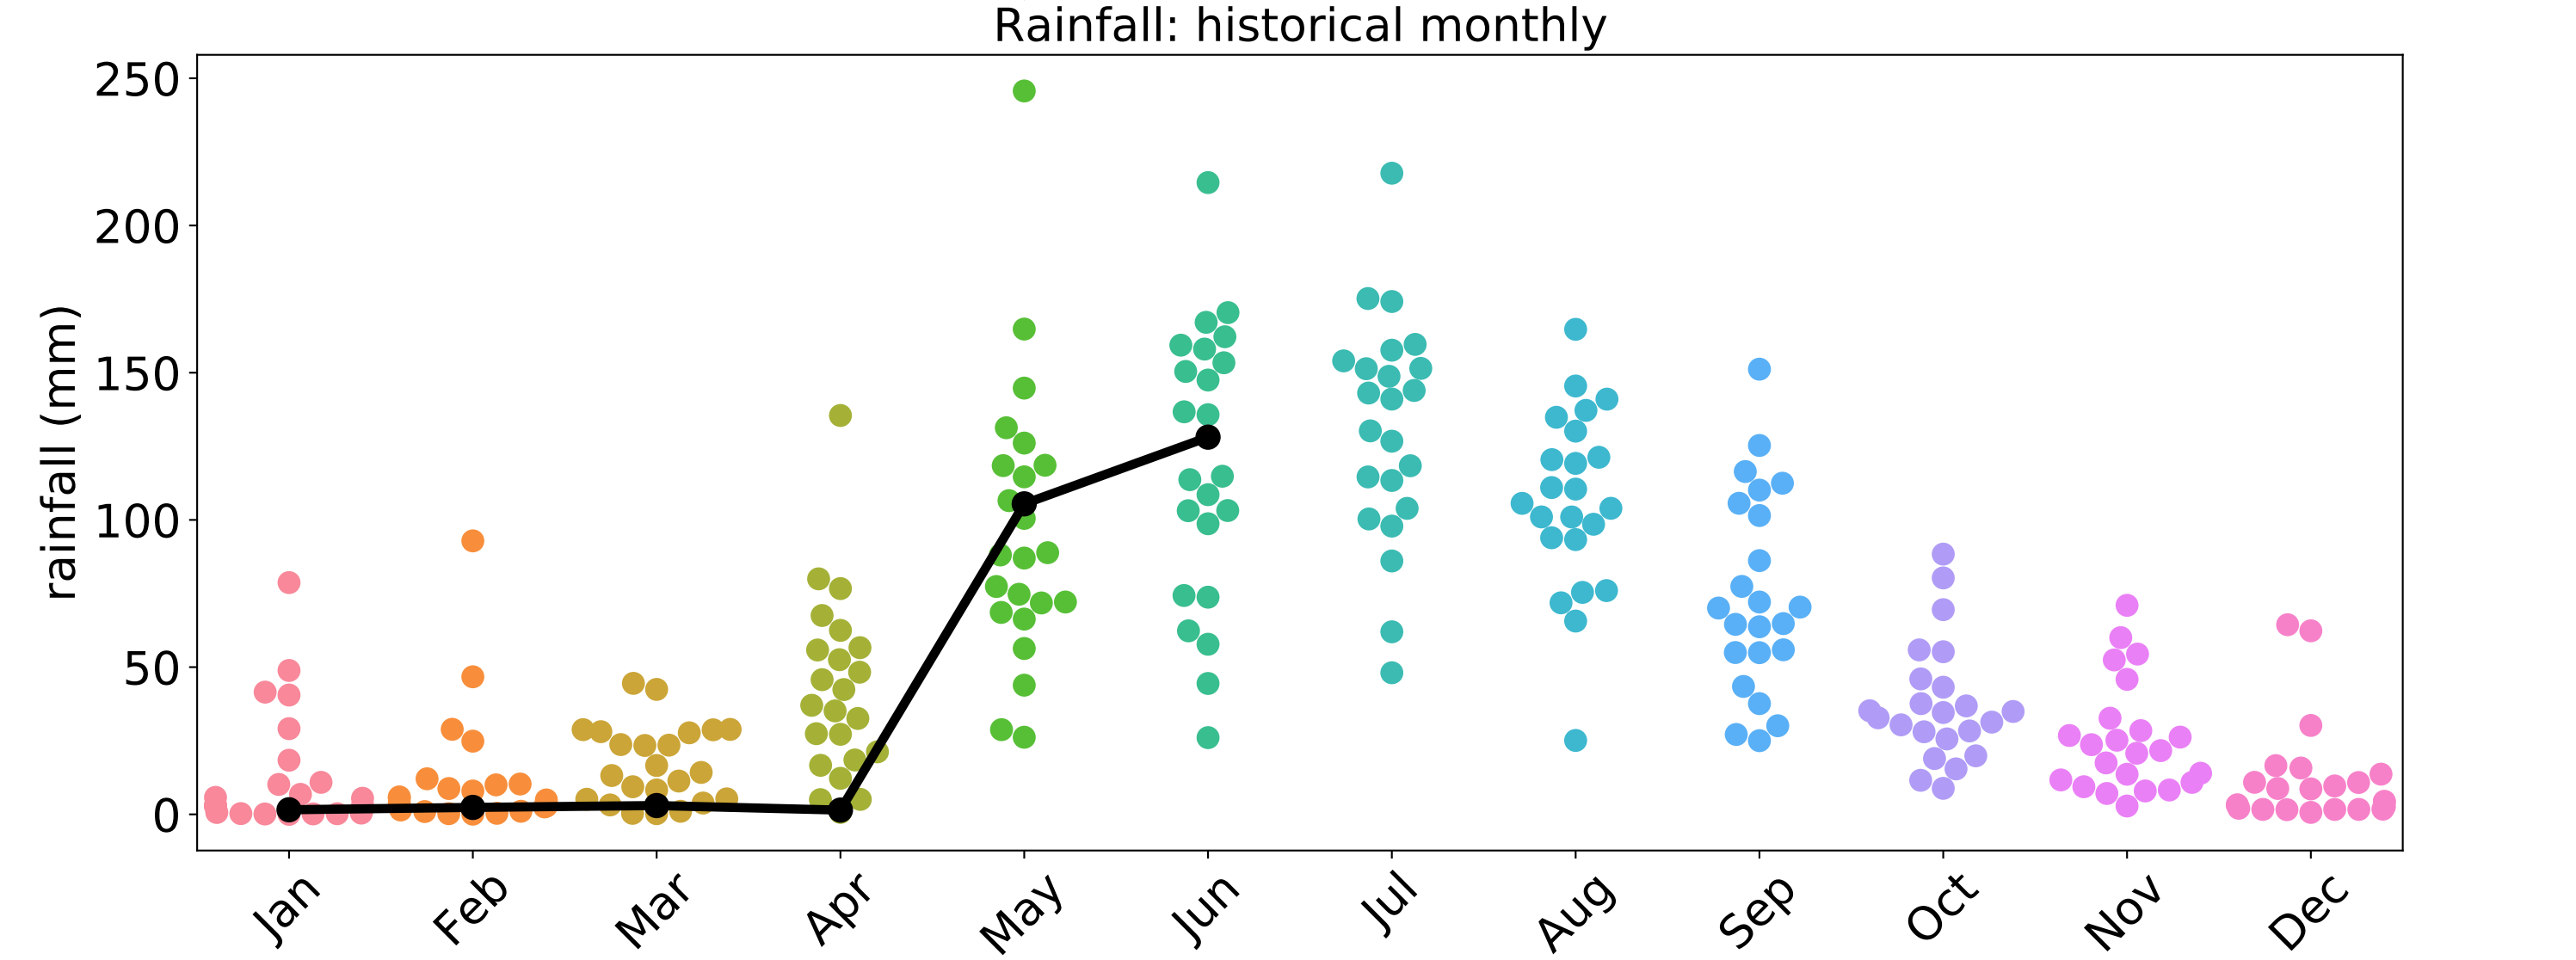 Rainfall: historical monthly
rainfall (mm)
250
200
150
100
50
0
Jan
Feb
Mar
Apr
May
Jun
Jul
Aug
Sep
Oct
Nov
Dec